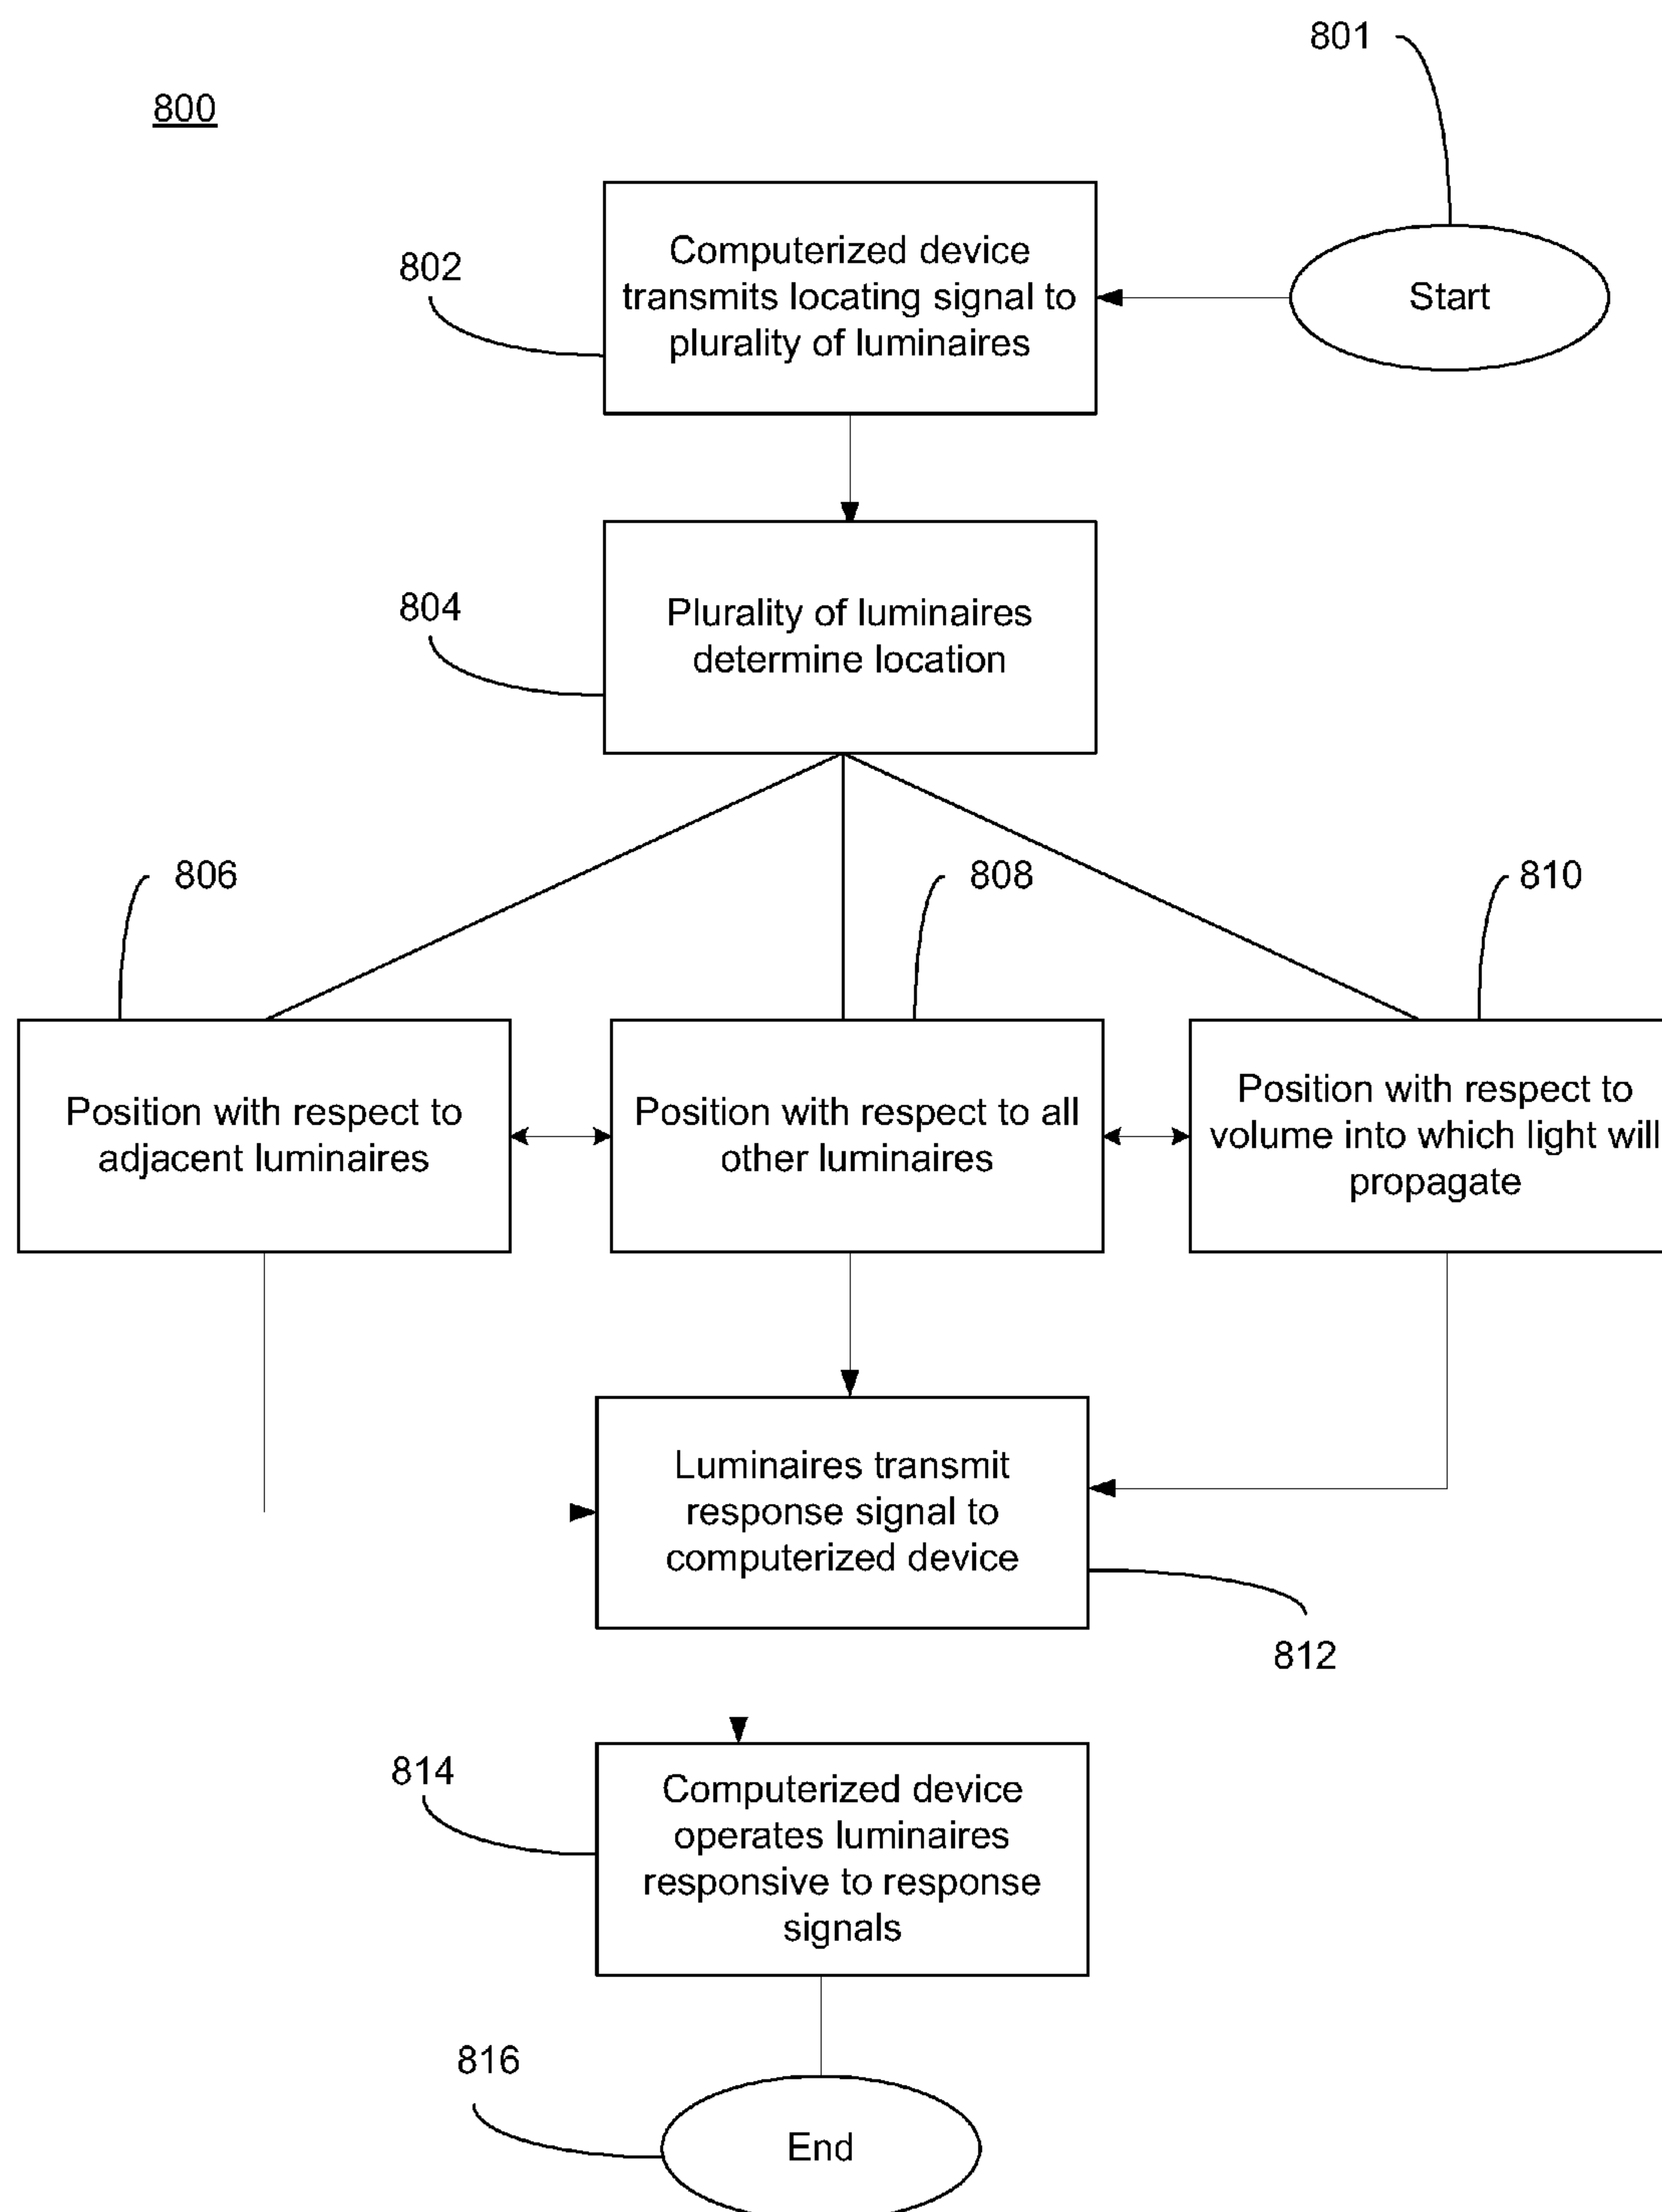 801
800
Computerized device
transmits locating signal to
plurality of luminaires
802
Start
Plurality of luminaires
determine location
804
806
808
810
Position with respect to
adjacent luminaires
Position with respect to all
other luminaires
Position with respect to
volume into which light will
propagate
Luminaires transmit
response signal to
computerized device
812
814
Computerized device
operates luminaires
responsive to response
signals
816
End